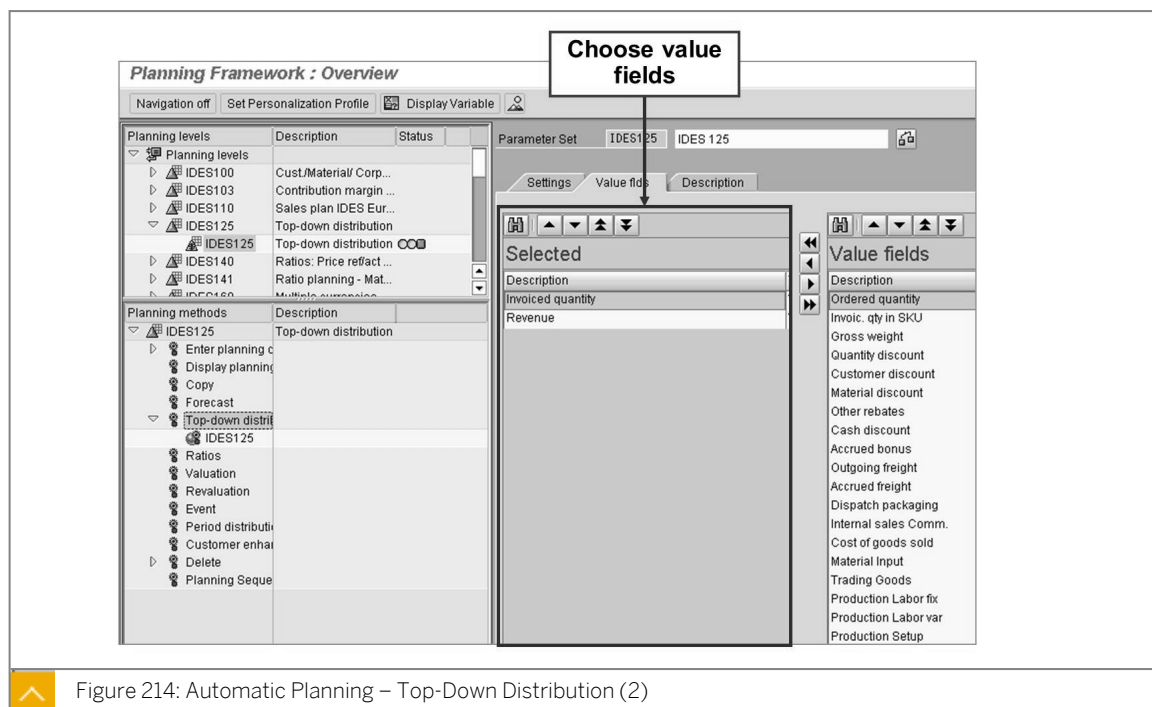 Choose value
fields
Planning Framework : Overview
Navigation off Set Personalization Profile Display Variable
Planning levels Description Status
Planning levels
IDES100 Cust./Material/ Corp...
IDES103 Contribution margin ...
IDES110 Sales plan IDES Eur...
IDES125 Top-down distribution
IDES125 Top-down distribution
IDES140 Ratios: Price ref/act ...
IDES141 Ratio planning - Mat...
Planning methods Description
IDES125 Top-down distribution
Enter planning
Display planning
Copy
Forecast
Top-down distri
IDES125
Ratios
Valuation
Revaluation
Event
Period distributi
Customer enha
Delete
Planning Seque
Parameter Set IDES125 IDES 125
Settings Value flds Description
Selected
Description
Invoiced quantity
Revenue
Value fields
Description
Ordered quantity
Invoic. qty in SKU
Gross weight
Quantity discount
Customer discount
Material discount
Other rebates
Cash discount
Accrued bonus
Outgoing freight
Accrued freight
Dispatch packaging
Internal sales Comm.
Cost of goods sold
Material Input
Trading Goods
Production Labor fix
Production Labor var
Production Setup
Figure 214: Automatic Planning – Top-Down Distribution (2)